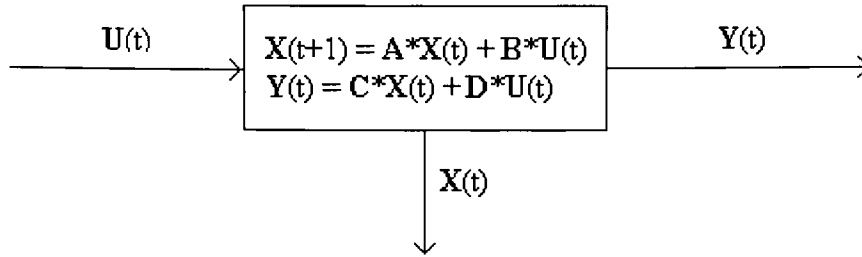 U(t)
X(t+1) = A*X(t) + B*U(t)
Y(t) = C*X(t) + D*U(t)
Y(t)
X(t)